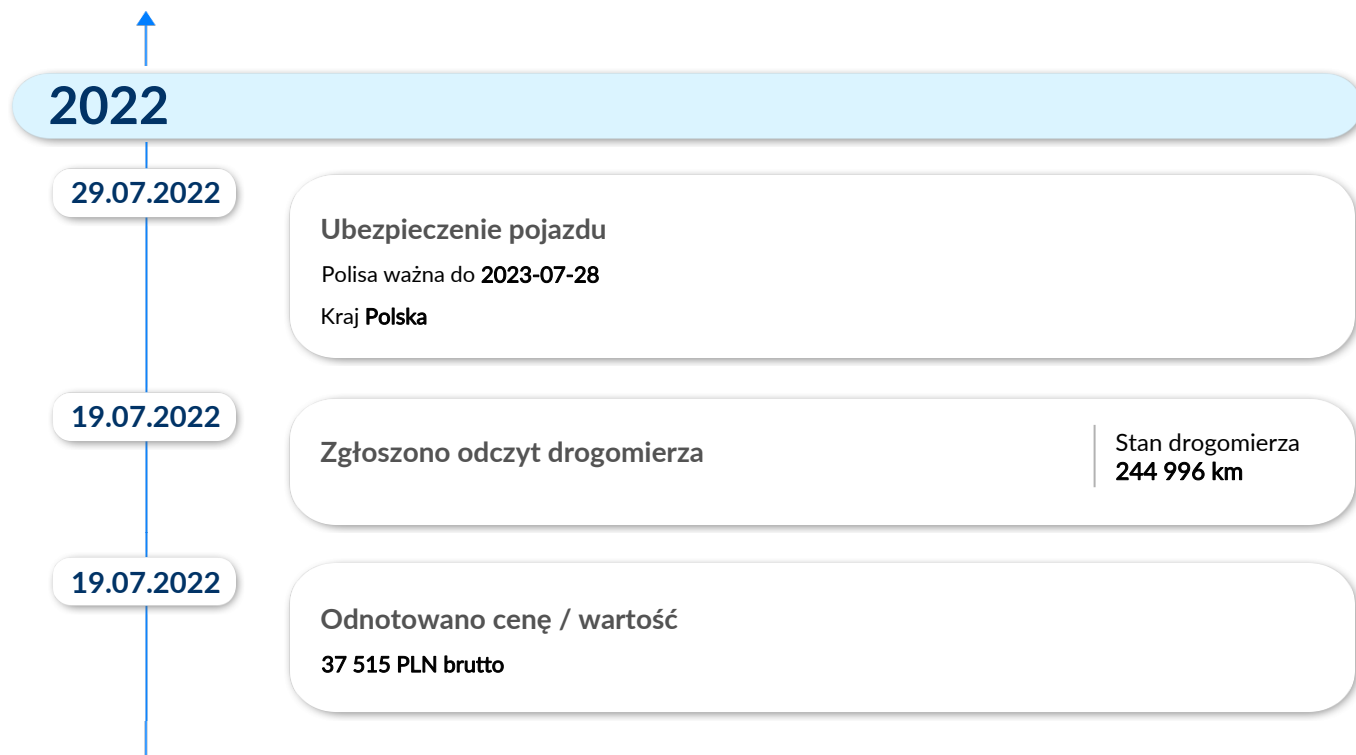 2022
29.07.2022
Ubezpieczenie pojazdu
Polisa ważna do 2023-07-28
Kraj Polska
19.07.2022
Zgłoszono odczyt drogomierza
Stan drogomierza
244 996 km
19.07.2022
Odnotowano cenę / wartość
37 515 PLN brutto